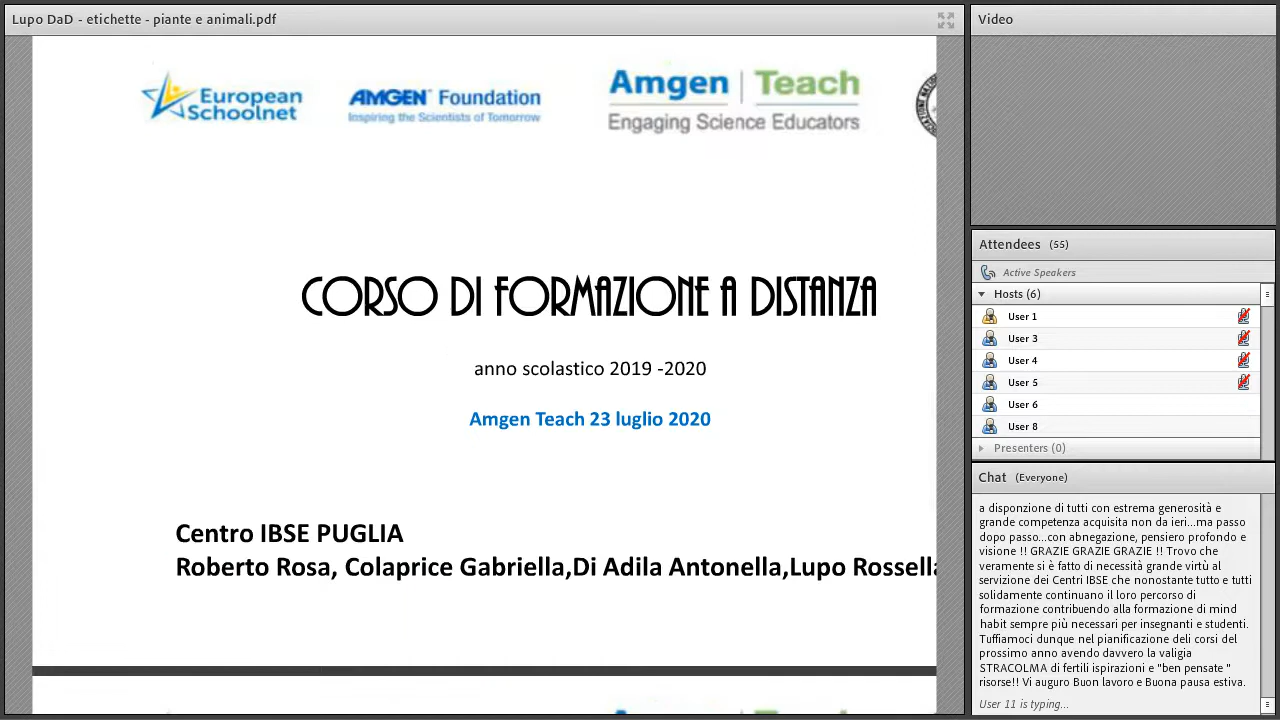 Lupo DaD - etichette - piante e animali.pdf
European
Schoolnet
AMGEN Foundation
Inspiring the Scientists of Tomorrow
Amgen Teach
Engaging Science Educators
CORSO DI FORMAZIONE A DISTANZA
anno scolastico 2019 -2020
Amgen Teach 23 luglio 2020
Centro IBSE PUGLIA
Roberto Rosa, Colaprice Gabriella,Di Adila Antonella,Lupo Rossella
Video
Attendees (55)
Active Speakers
Hosts (6)
User 1
User 3
User 4
User 5
User 6
User 8
Presenters (0)
Chat (Everyone)
a disponzione di tutti con estrema generosità e
grande competenza acquisita non da ieri...ma passo
dopo passo...con abnegazione, pensiero profondo e
visione !! GRAZIE GRAZIE GRAZIE !! Trovo che
veramente si è fatto di necessità grande virtù al
servizione dei Centri IBSE che nonostante tutto e tutti
solidamente continuano il loro percorso di
formazione contribuendo alla formazione di mind
habit sempre più necessari per insegnanti e studenti.
Tuffiamoci dunque nel pianificazione deli corsi del
prossimo anno avendo davvero la valigia
STRACOLMA di fertili ispirazioni e "ben pensate "
risorse!! Vi auguro Buon lavoro e Buona pausa estiva.
User 11 is typing...